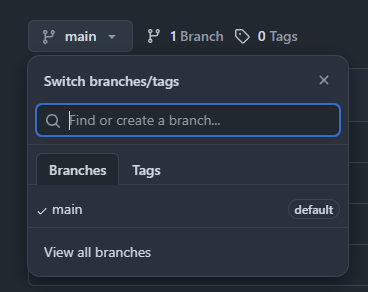 main 1 Branch 0 Tags
Switch branches/tags
Find or create a branch...
Branches Tags
main default
View all branches